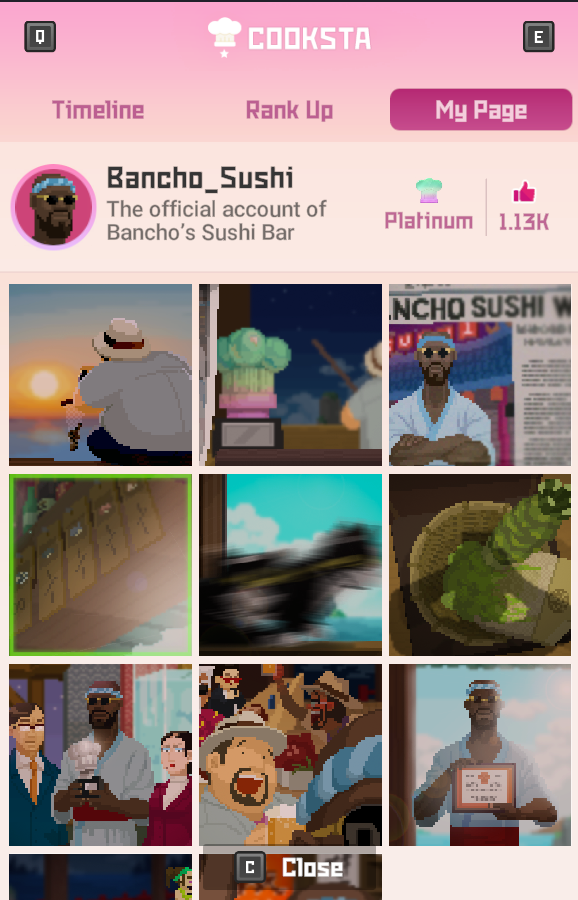 Q
COOKSTA
E
Timeline
Rank Up
My Page
Bancho_Sushi
The official account of
Bancho's Sushi Bar
Platinum
1.13K
NCHO SUSHI W
C
Close